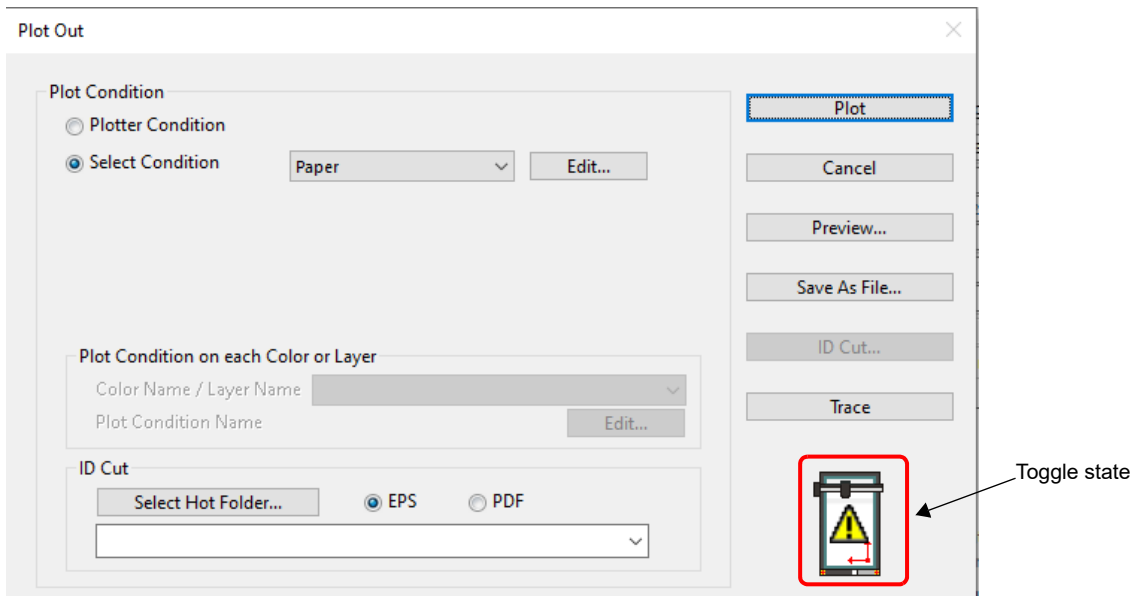 Plot Out
Plot Condition
Plotter Condition
Select Condition
Paper
Edit...
Plot Condition on each Color or Layer
Color Name / Layer Name
Plot Condition Name
Edit...
ID Cut
Select Hot Folder...
EPS
PDF
Plot
Cancel
Preview...
Save As File...
ID Cut...
Trace
Toggle state